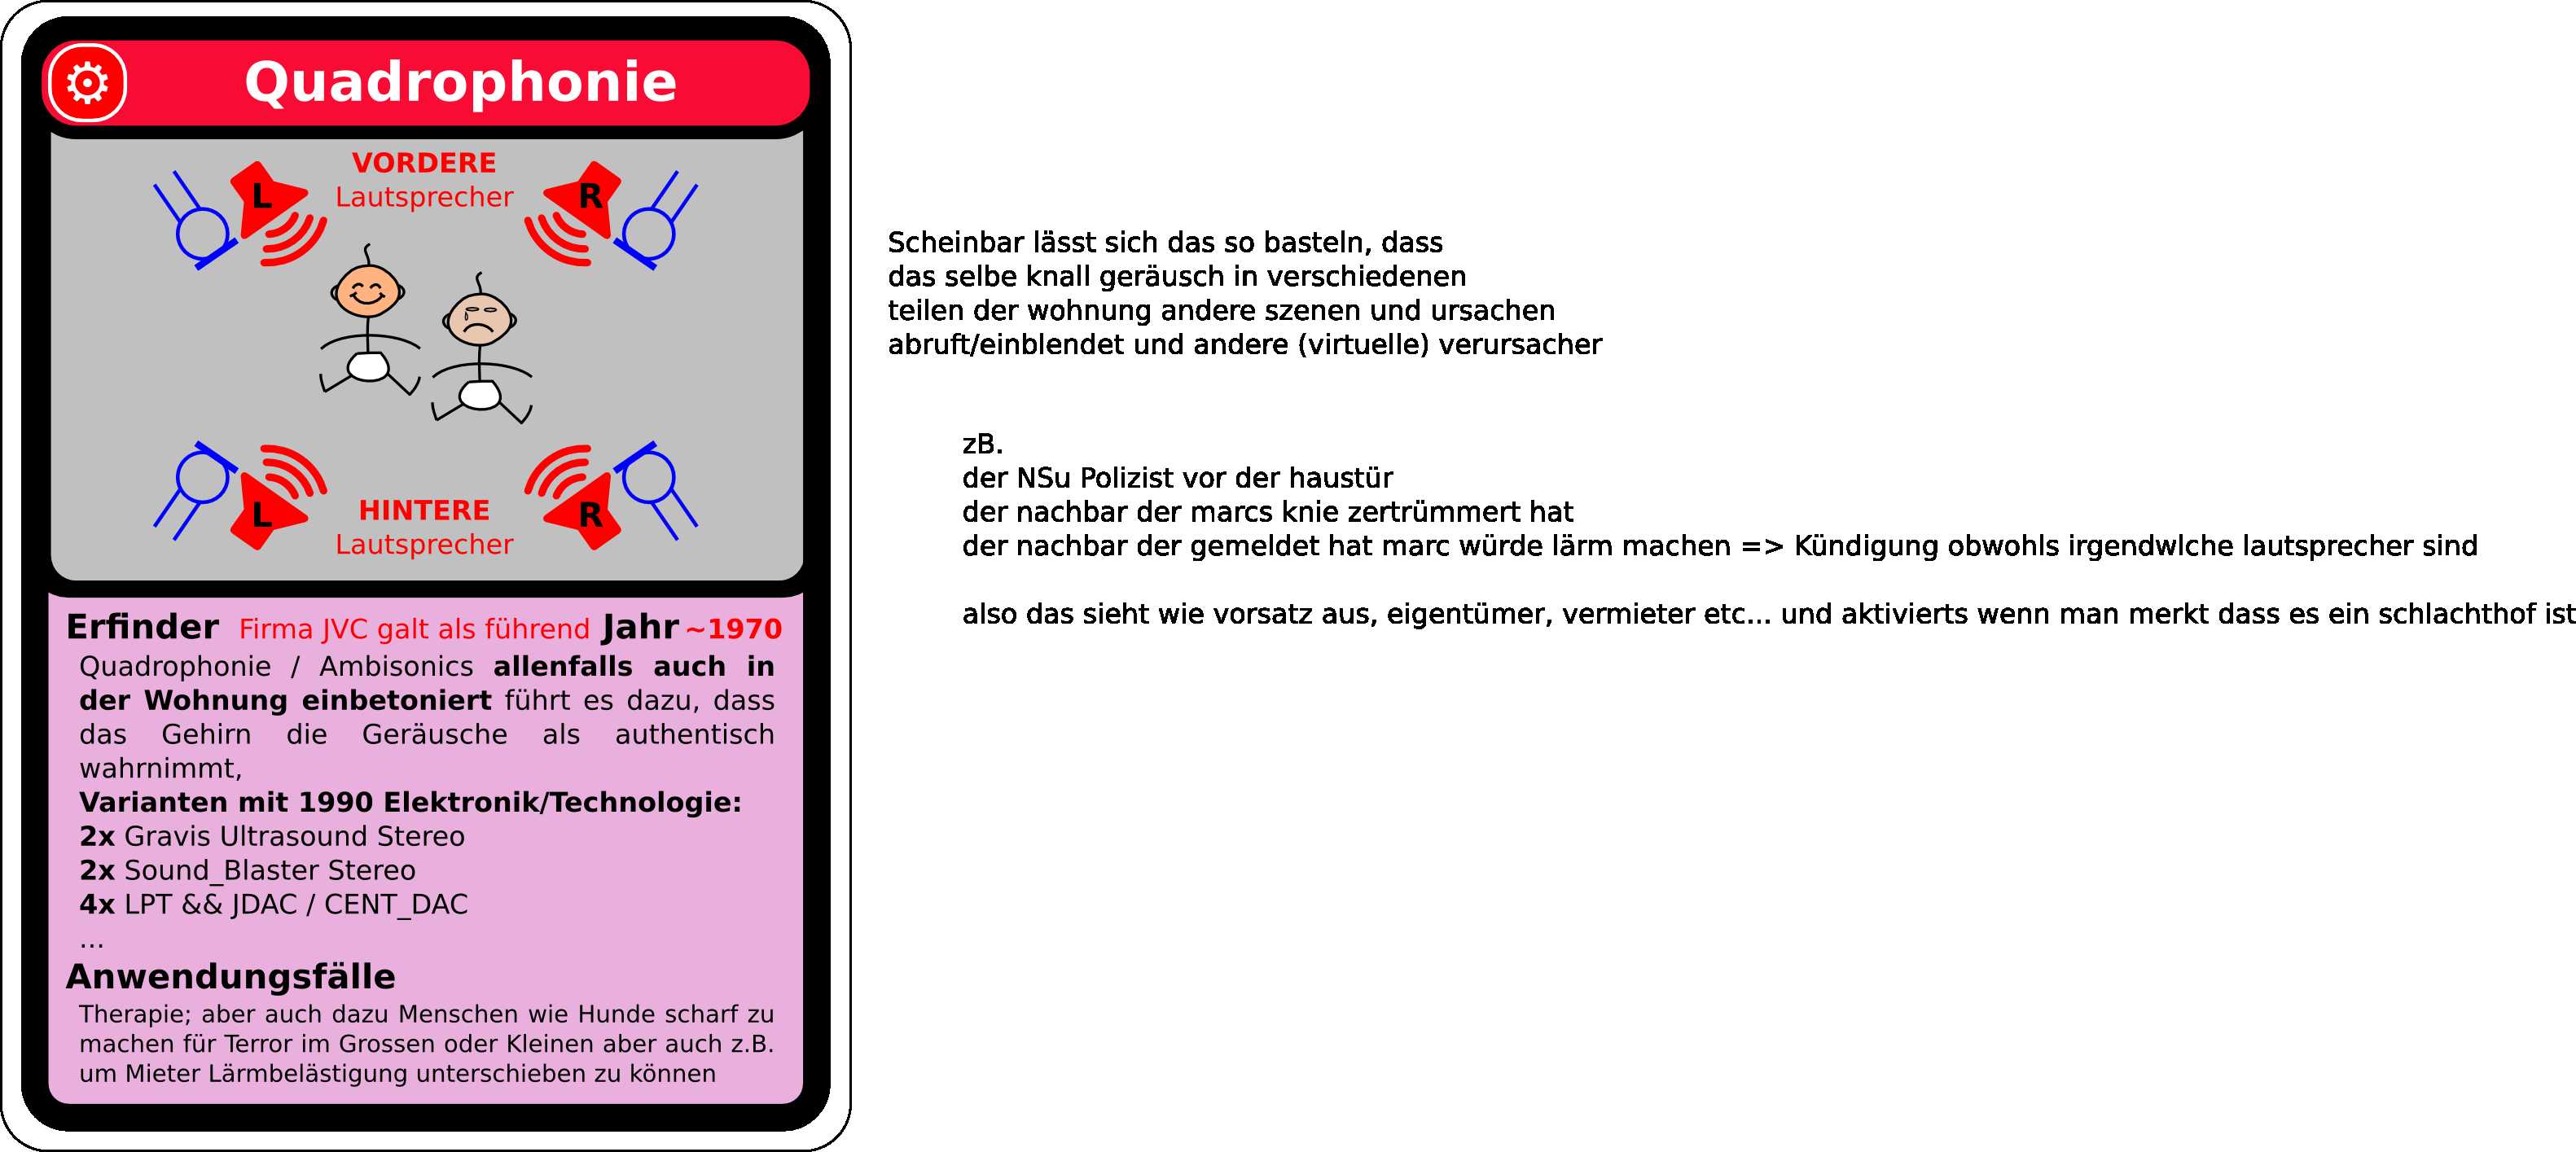 Quadrophonie
VORDERE
Lautsprecher
L
R
L
R
HINTERE
Lautsprecher
Erfinder Firma JVC galt als führend Jahr ~1970
Quadrophonie / Ambisonics allenfalls auch in
der Wohnung einbetoniert führt es dazu, dass
das Gehirn die Geräusche als authentisch
wahrnimmt,
Varianten mit 1990 Elektronik/Technologie:
2x Gravis Ultrasound Stereo
2x Sound_Blaster Stereo
4x LPT && JDAC / CENT_DAC
...
Anwendungsfälle
Therapie; aber auch dazu Menschen wie Hunde scharf zu
machen für Terror im Grossen oder Kleinen aber auch z.B.
um Mieter Lärmbelästigung unterschieben zu können
Scheinbar lässt sich das so basteln, dass
das selbe knall geräusch in verschiedenen
teilen der wohnung andere szenen und ursachen
abruft/einblendet und andere (virtuelle) verursacher
zB.
der NSu Polizist vor der haustür
der nachbar der marcs knie zertrümmert hat
der nachbar der gemeldet hat marc würde lärm machen => Kündigung obwohls irgendwlche lautsprecher sind
also das sieht wie vorsatz aus, eigentümer, vermieter etc... und aktivierts wenn man merkt dass es ein schlachthof ist